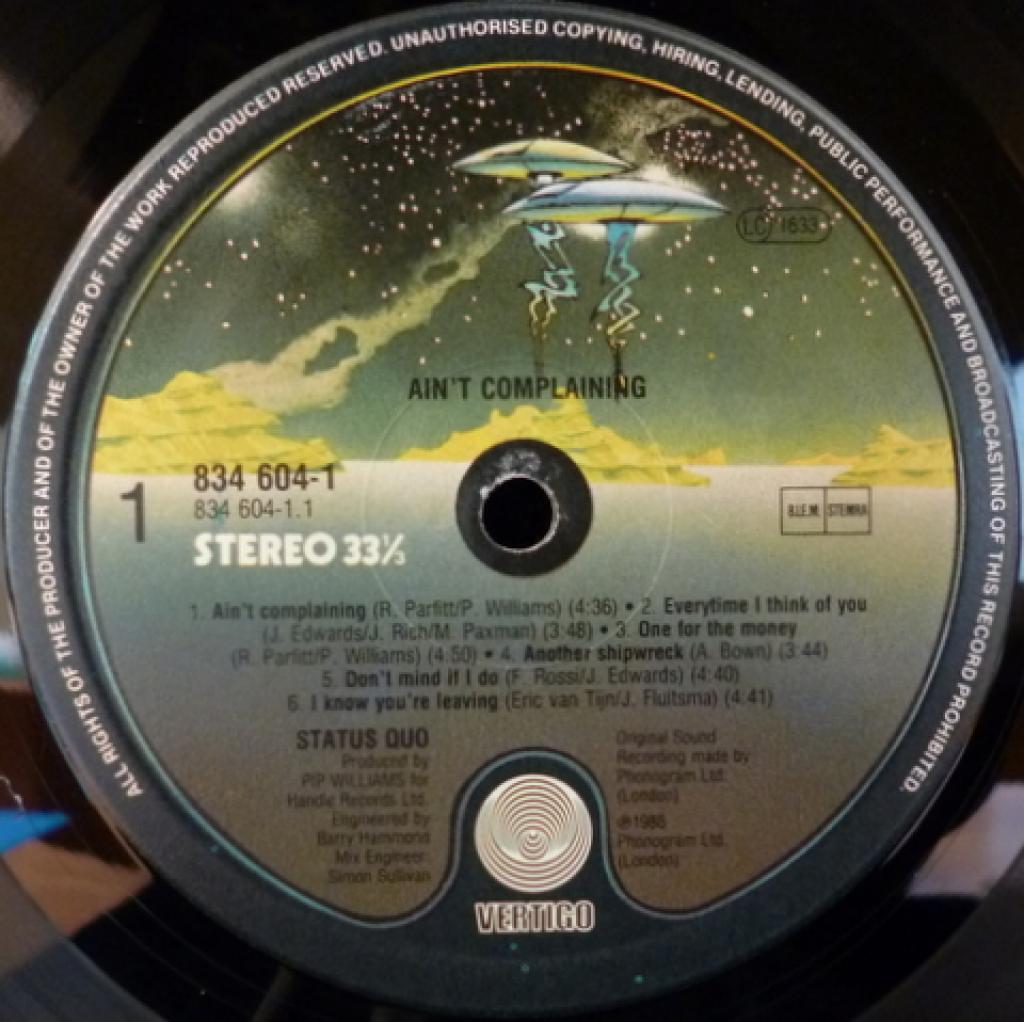 ALL RIGHTS OF THE PRODUCER AND OF THE OWNER OF THE WORK REPRODUCED RESERVED. UNAUTHORISED COPYING, HIRING, LENDING, PUBLIC PERFORMANCE AND BROADCASTING OF THIS RECORD PROHIBITED.
LC 1633
AIN'T COMPLAINING
1
834 604-1
834 604-1.1
STEREO 33⅓
B.I.E.M. STEMRA
1. Ain't complaining (R. Parfitt/P. Williams) (4:36) • 2. Everytime I think of you
(J. Edwards/J. Rich/M. Paxman) (3:48) • 3. One for the money
(R. Parfitt/P. Williams) (4:50) • 4. Another shipwreck (A. Bown) (3:44)
5. Don't mind if I do (F. Rossi/J. Edwards) (4:40)
6. I know you're leaving (Eric van Tijn/J. Fluitsma) (4:41)
STATUS QUO
Produced by
PIP WILLIAMS for
Handle Records Ltd.
Engineered by
Barry Hammond
Mix Engineer:
Simon Sullivan
Original Sound
Recording made by
Phonogram Ltd.
(London)
℗1988
Phonogram Ltd.
(London)
VERTIGO